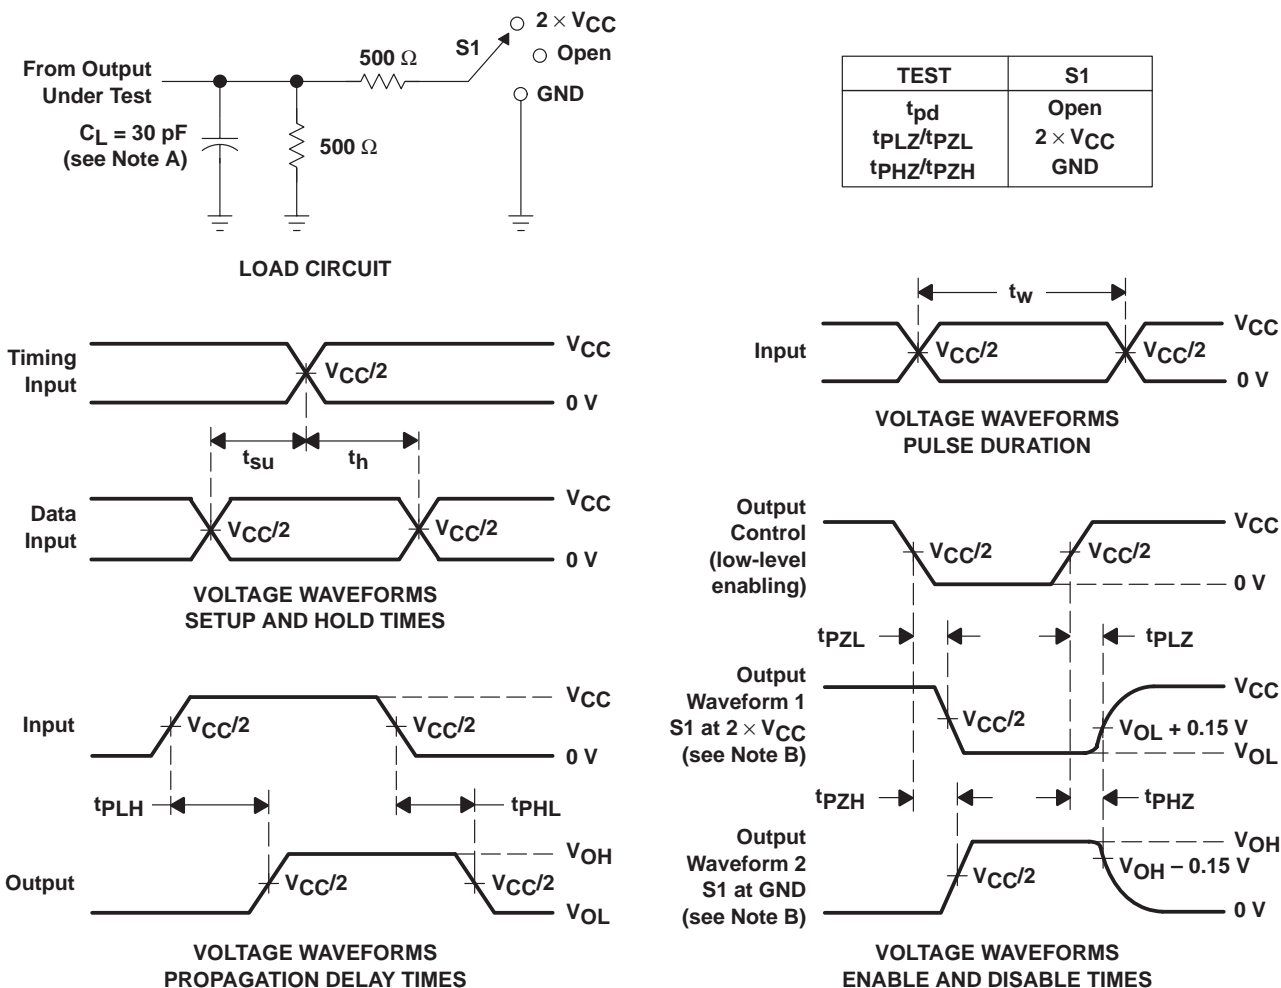 2 × VCC
S1
Open
500 Ω
From Output
Under Test
GND
CL = 30 pF
(see Note A)
500 Ω
LOAD CIRCUIT
TEST S1
tpd Open
tPLZ/tPZL 2 × VCC
tPHZ/tPZH GND
Timing
Input
VCC
VCC/2
0 V
tsu
th
Data
Input
VCC
VCC/2
VCC/2
0 V
VOLTAGE WAVEFORMS
SETUP AND HOLD TIMES
tw
Input
VCC
VCC/2
VCC/2
0 V
VOLTAGE WAVEFORMS
PULSE DURATION
Input
VCC
VCC/2
VCC/2
0 V
tPLH
tPHL
Output
VOH
VCC/2
VCC/2
VOL
VOLTAGE WAVEFORMS
PROPAGATION DELAY TIMES
Output
Control
(low-level
enabling)
VCC
VCC/2
VCC/2
0 V
tPZL
tPLZ
Output
Waveform 1
S1 at 2 × VCC
(see Note B)
VCC
VCC/2
VOL + 0.15 V
VOL
tPZH
tPHZ
Output
Waveform 2
S1 at GND
(see Note B)
VOH
VCC/2
VOH − 0.15 V
0 V
VOLTAGE WAVEFORMS
ENABLE AND DISABLE TIMES